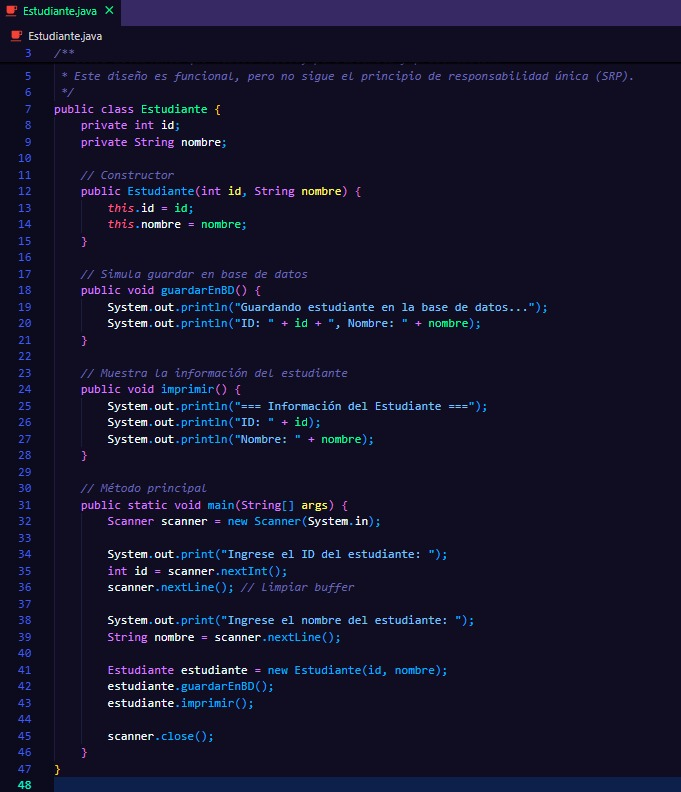 Estudiante.java ×
Estudiante.java
3 /**
5 * Este diseño es funcional, pero no sigue el principio de responsabilidad única (SRP).
6 */
7 public class Estudiante {
8 private int id;
9 private String nombre;
10
11 // Constructor
12 public Estudiante(int id, String nombre) {
13 this.id = id;
14 this.nombre = nombre;
15 }
16
17 // Simula guardar en base de datos
18 public void guardarEnBD() {
19 System.out.println("Guardando estudiante en la base de datos...");
20 System.out.println("ID: " + id + ", Nombre: " + nombre);
21 }
22
23 // Muestra la información del estudiante
24 public void imprimir() {
25 System.out.println("=== Información del Estudiante ===");
26 System.out.println("ID: " + id);
27 System.out.println("Nombre: " + nombre);
28 }
29
30 // Método principal
31 public static void main(String[] args) {
32 Scanner scanner = new Scanner(System.in);
33
34 System.out.print("Ingrese el ID del estudiante: ");
35 int id = scanner.nextInt();
36 scanner.nextLine(); // Limpiar buffer
37
38 System.out.print("Ingrese el nombre del estudiante: ");
39 String nombre = scanner.nextLine();
40
41 Estudiante estudiante = new Estudiante(id, nombre);
42 estudiante.guardarEnBD();
43 estudiante.imprimir();
44
45 scanner.close();
46 }
47 }
48